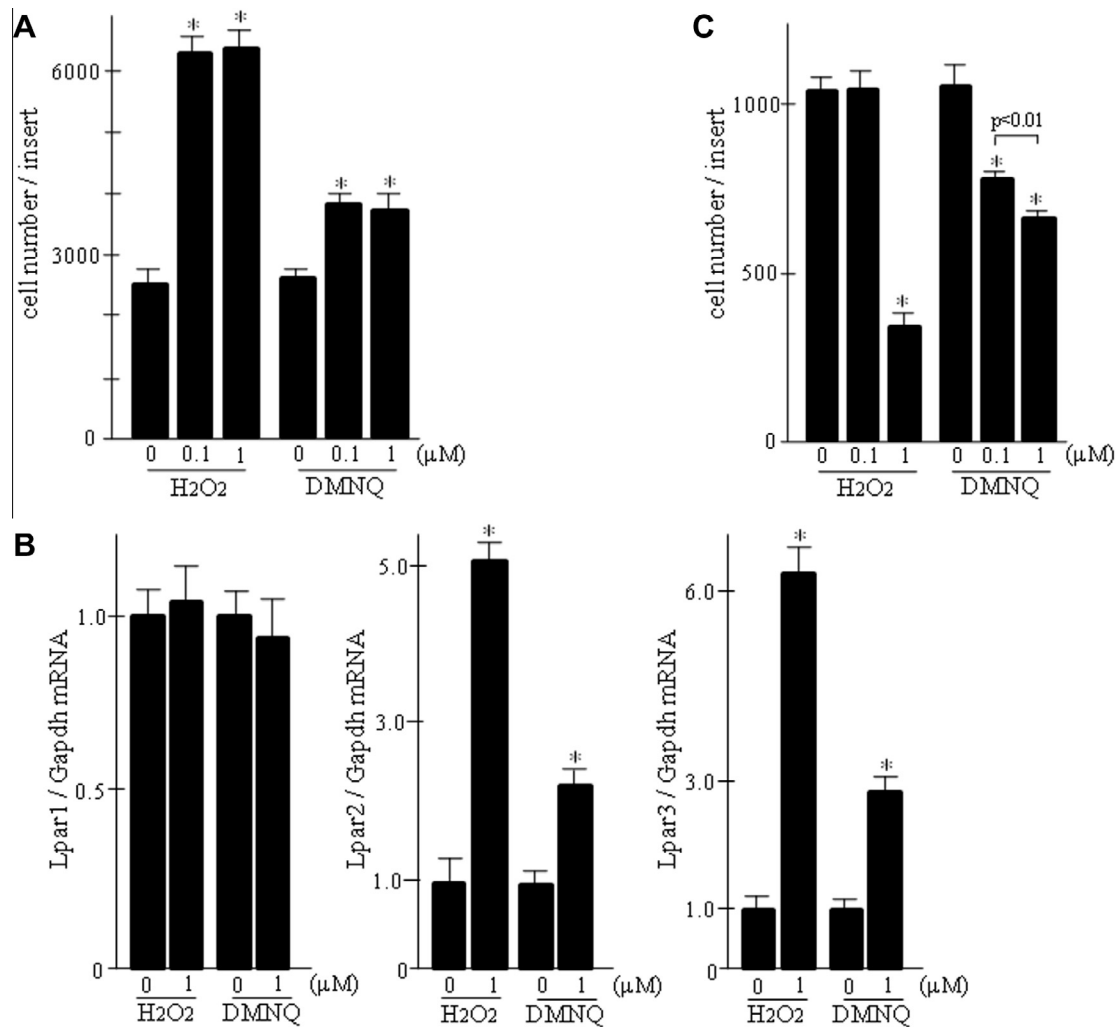 A
cell number / insert
6000
3000
0
* * * *
0 0.1 1 0 0.1 1 (μM)
H2O2 DMNQ
C
cell number / insert
1000
500
0
p<0.01
* * *
0 0.1 1 0 0.1 1 (μM)
H2O2 DMNQ
B
Lpar1 / Gapdh mRNA
1.0
0.5
0
0 1 0 1 (μM)
H2O2 DMNQ
Lpar2 / Gapdh mRNA
5.0
3.0
1.0
0
* *
0 1 0 1 (μM)
H2O2 DMNQ
Lpar3 / Gapdh mRNA
6.0
3.0
1.0
0
* *
0 1 0 1 (μM)
H2O2 DMNQ